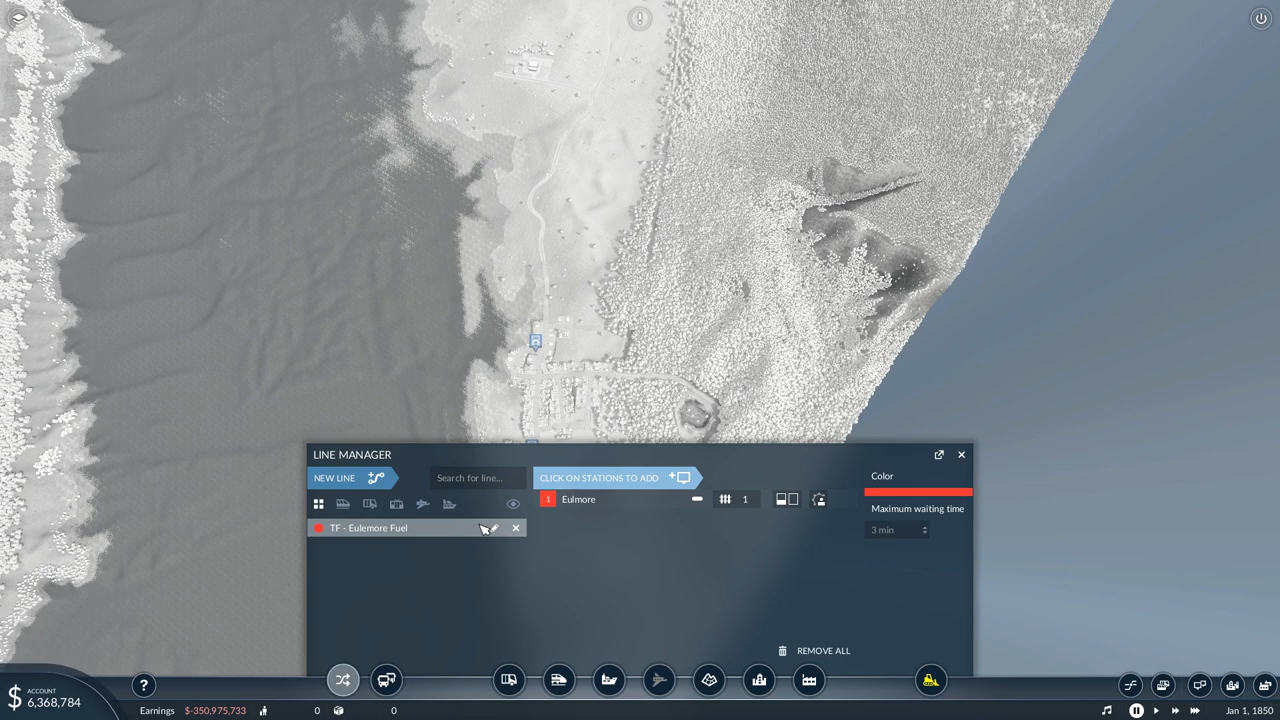 LINE MANAGER
NEW LINE
Search for line...
CLICK ON STATIONS TO ADD
Color
1 Eulmore 1
Maximum waiting time
TF - Eulemore Fuel
3 min
REMOVE ALL
?
$ ACCOUNT
6,368,784
Earnings $-350,975,733 0 0
Jan 1, 1850